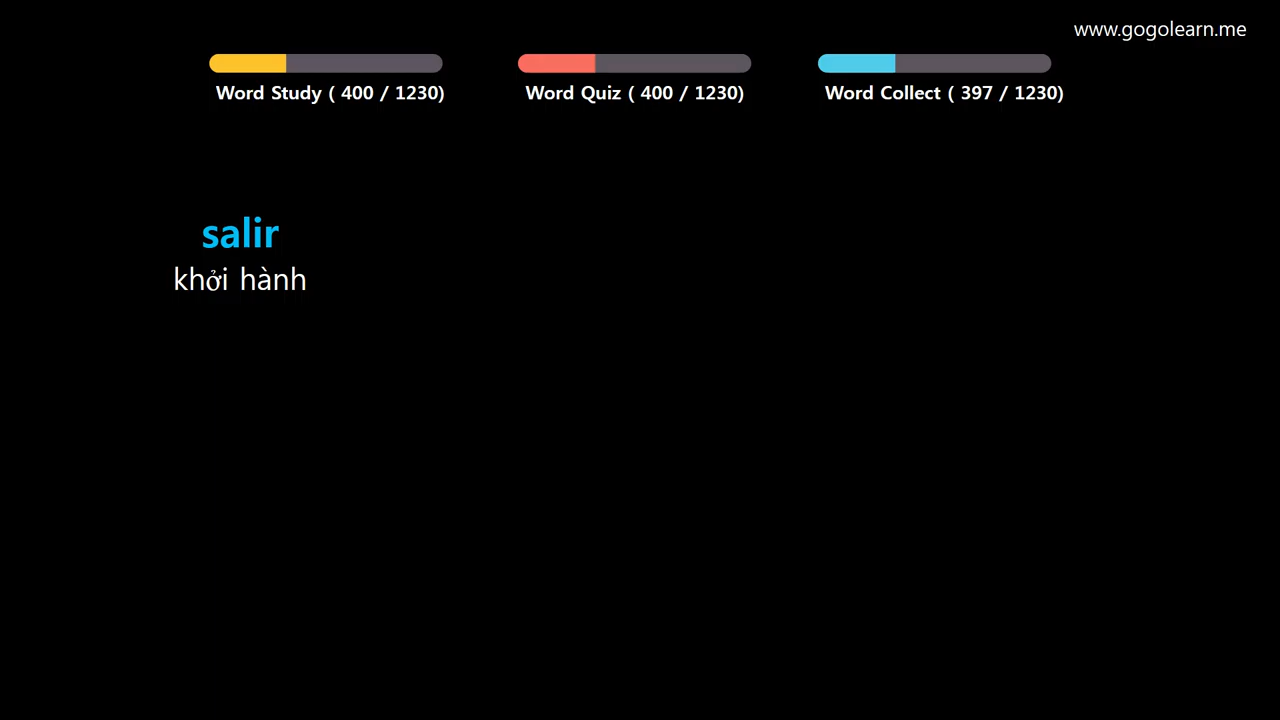 www.gogolearn.me
Word Study ( 400 / 1230)
Word Quiz ( 400 / 1230)
Word Collect ( 397 / 1230)
salir
khởi hành